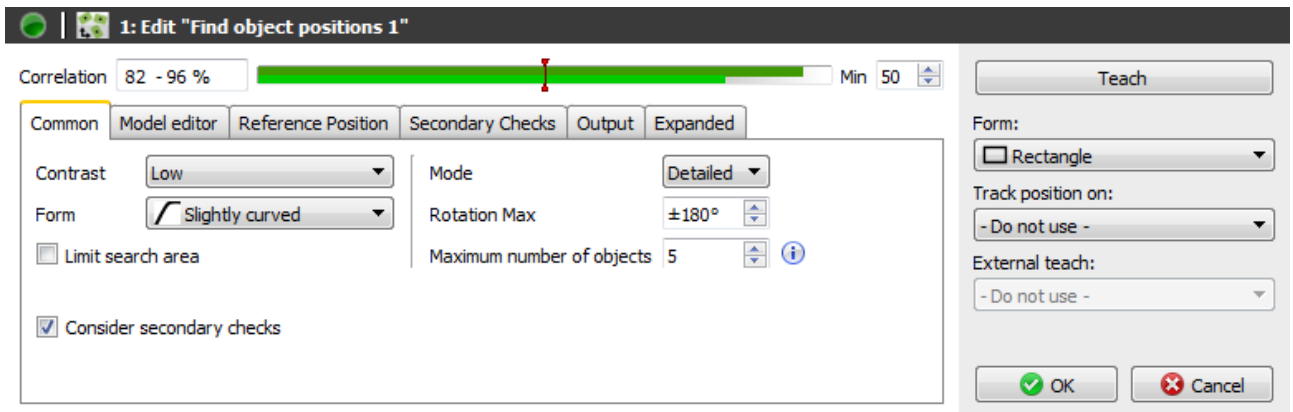 1: Edit "Find object positions 1"
Correlation 82 - 96 % Min 50
Common Model editor Reference Position Secondary Checks Output Expanded
Contrast Low Mode Detailed
Form Slightly curved Rotation Max ±180°
Limit search area Maximum number of objects 5
Consider secondary checks
Teach
Form:
Rectangle
Track position on:
- Do not use -
External teach:
- Do not use -
OK Cancel